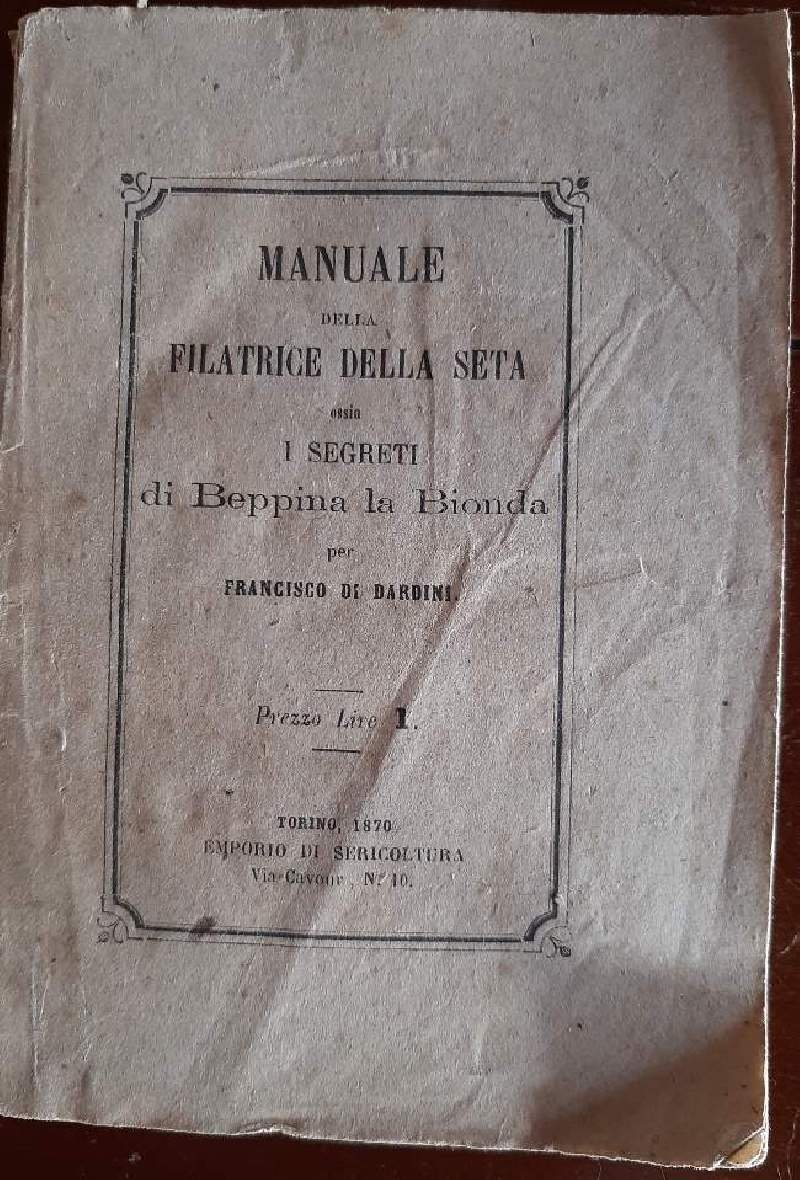 MANUALE
DELLA
FILATRICE DELLA SETA
ossia
I SEGRETI
di Beppina la Bionda
per
FRANCISCO DI DARDINI.
Prezzo Lire 1.
TORINO, 1870
EMPORIO DI SERICOLTURA
Via Cavour, N.° 10.